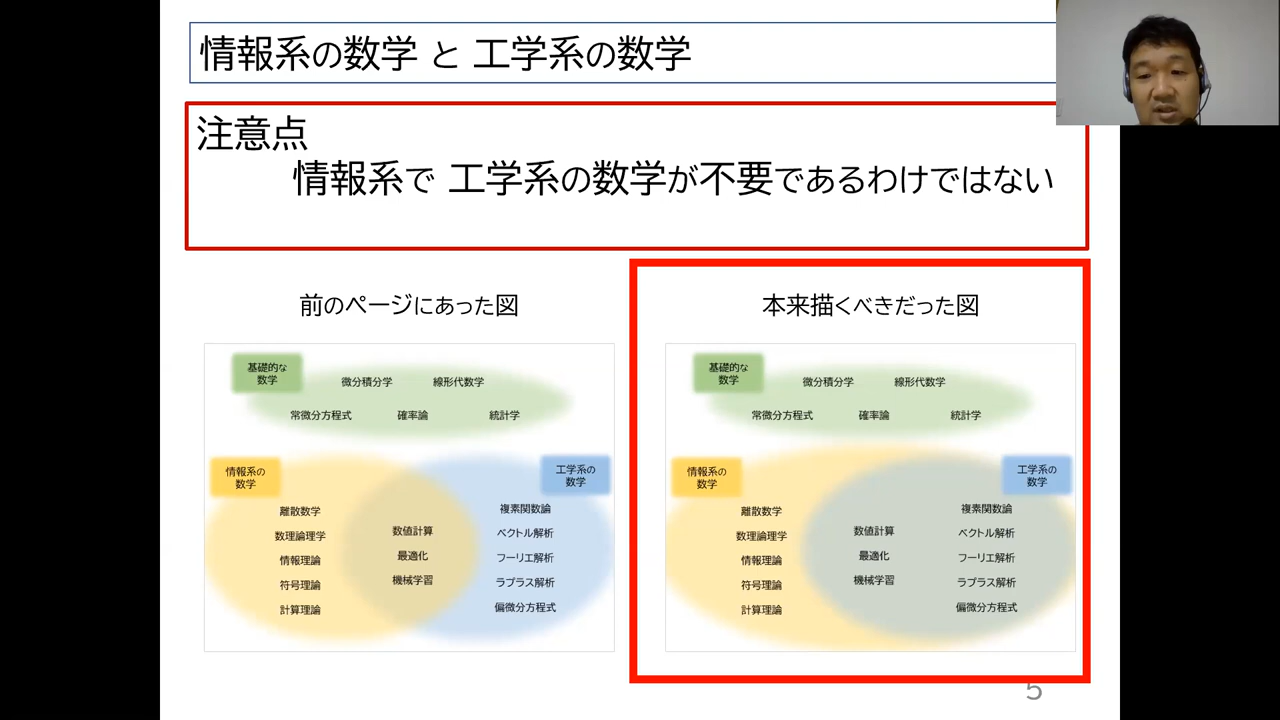 情報系の数学 と 工学系の数学
注意点
情報系で 工学系の数学が不要であるわけではない
前のページにあった図
基礎的な
数学
微分積分学 線形代数学
常微分方程式 確率論 統計学
情報系の
数学
工学系の
数学
離散数学
数理論理学
情報理論
符号理論
計算理論
数値計算
最適化
機械学習
複素関数論
ベクトル解析
フーリエ解析
ラプラス解析
偏微分方程式
本来描くべきだった図
基礎的な
数学
微分積分学 線形代数学
常微分方程式 確率論 統計学
情報系の
数学
工学系の
数学
離散数学
数理論理学
情報理論
符号理論
計算理論
数値計算
最適化
機械学習
複素関数論
ベクトル解析
フーリエ解析
ラプラス解析
偏微分方程式
5